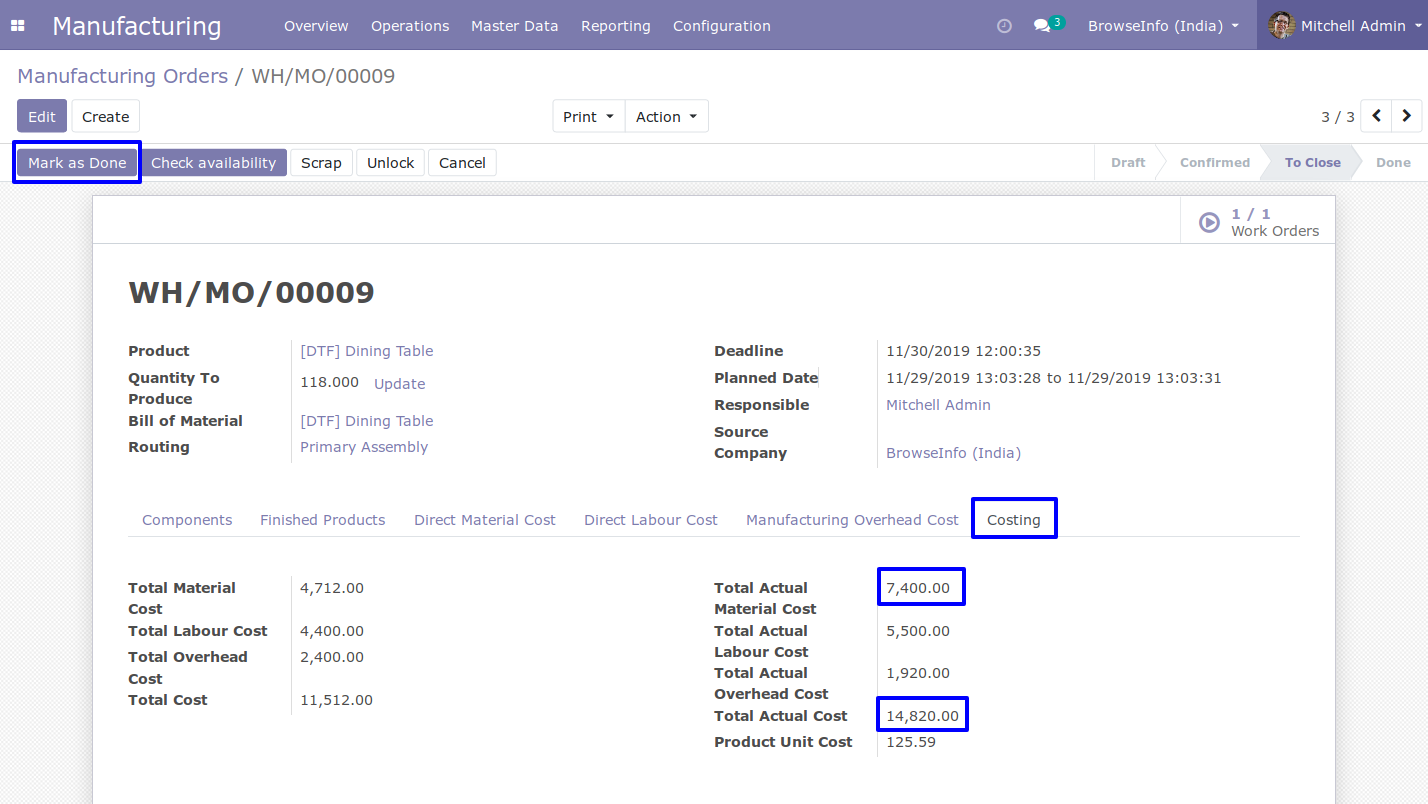 Manufacturing Overview Operations Master Data Reporting Configuration 3 BrowseInfo (India) Mitchell Admin
Manufacturing Orders / WH/MO/00009
Edit Create Print Action 3 / 3
Mark as Done Check availability Scrap Unlock Cancel Draft Confirmed To Close Done
1 / 1
Work Orders
WH/MO/00009
Product [DTF] Dining Table Deadline 11/30/2019 12:00:35
Quantity To Produce 118.000 Update Planned Date 11/29/2019 13:03:28 to 11/29/2019 13:03:31
Responsible Mitchell Admin
Bill of Material [DTF] Dining Table Source
Routing Primary Assembly Company BrowseInfo (India)
Components Finished Products Direct Material Cost Direct Labour Cost Manufacturing Overhead Cost Costing
Total Material Cost 4,712.00 Total Actual Material Cost 7,400.00
Total Labour Cost 4,400.00 Total Actual Labour Cost 5,500.00
Total Overhead Cost 2,400.00 Total Actual Overhead Cost 1,920.00
Total Cost 11,512.00 Total Actual Cost 14,820.00
Product Unit Cost 125.59